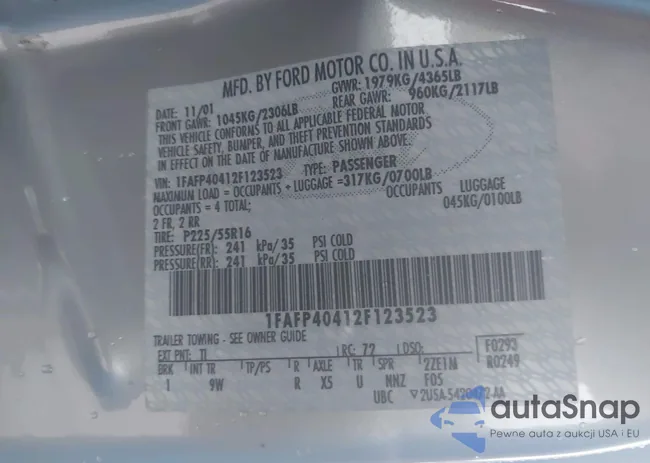 MFD. BY FORD MOTOR CO. IN U.S.A.
DATE: 11/01 GVWR: 1979KG/4365LB
FRONT GAWR: 1045KG/2306LB REAR GAWR: 960KG/2117LB
THIS VEHICLE CONFORMS TO ALL APPLICABLE FEDERAL MOTOR
VEHICLE SAFETY, BUMPER, AND THEFT PREVENTION STANDARDS
IN EFFECT ON THE DATE OF MANUFACTURE SHOWN ABOVE.
VIN: 1FAFP40412F123523 TYPE: PASSENGER
MAXIMUM LOAD = OCCUPANTS + LUGGAGE =317KG/0700LB
OCCUPANTS = 4 TOTAL; OCCUPANTS LUGGAGE
2 FR, 2 RR 045KG/0100LB
TIRE: P225/55R16
PRESSURE(FR): 241 kPa/35 PSI COLD
PRESSURE(RR): 241 kPa/35 PSI COLD
1FAFP40412F123523
TRAILER TOWING - SEE OWNER GUIDE
EXT PNT: TI RC: 72 DSO: F0293
BRK INT TR TP/PS R AXLE TR SPR 2ZE1M R0249
1 9W R X5 U NNZ F05
UBC
autaSnap
Pewne auta z aukcji USA i EU